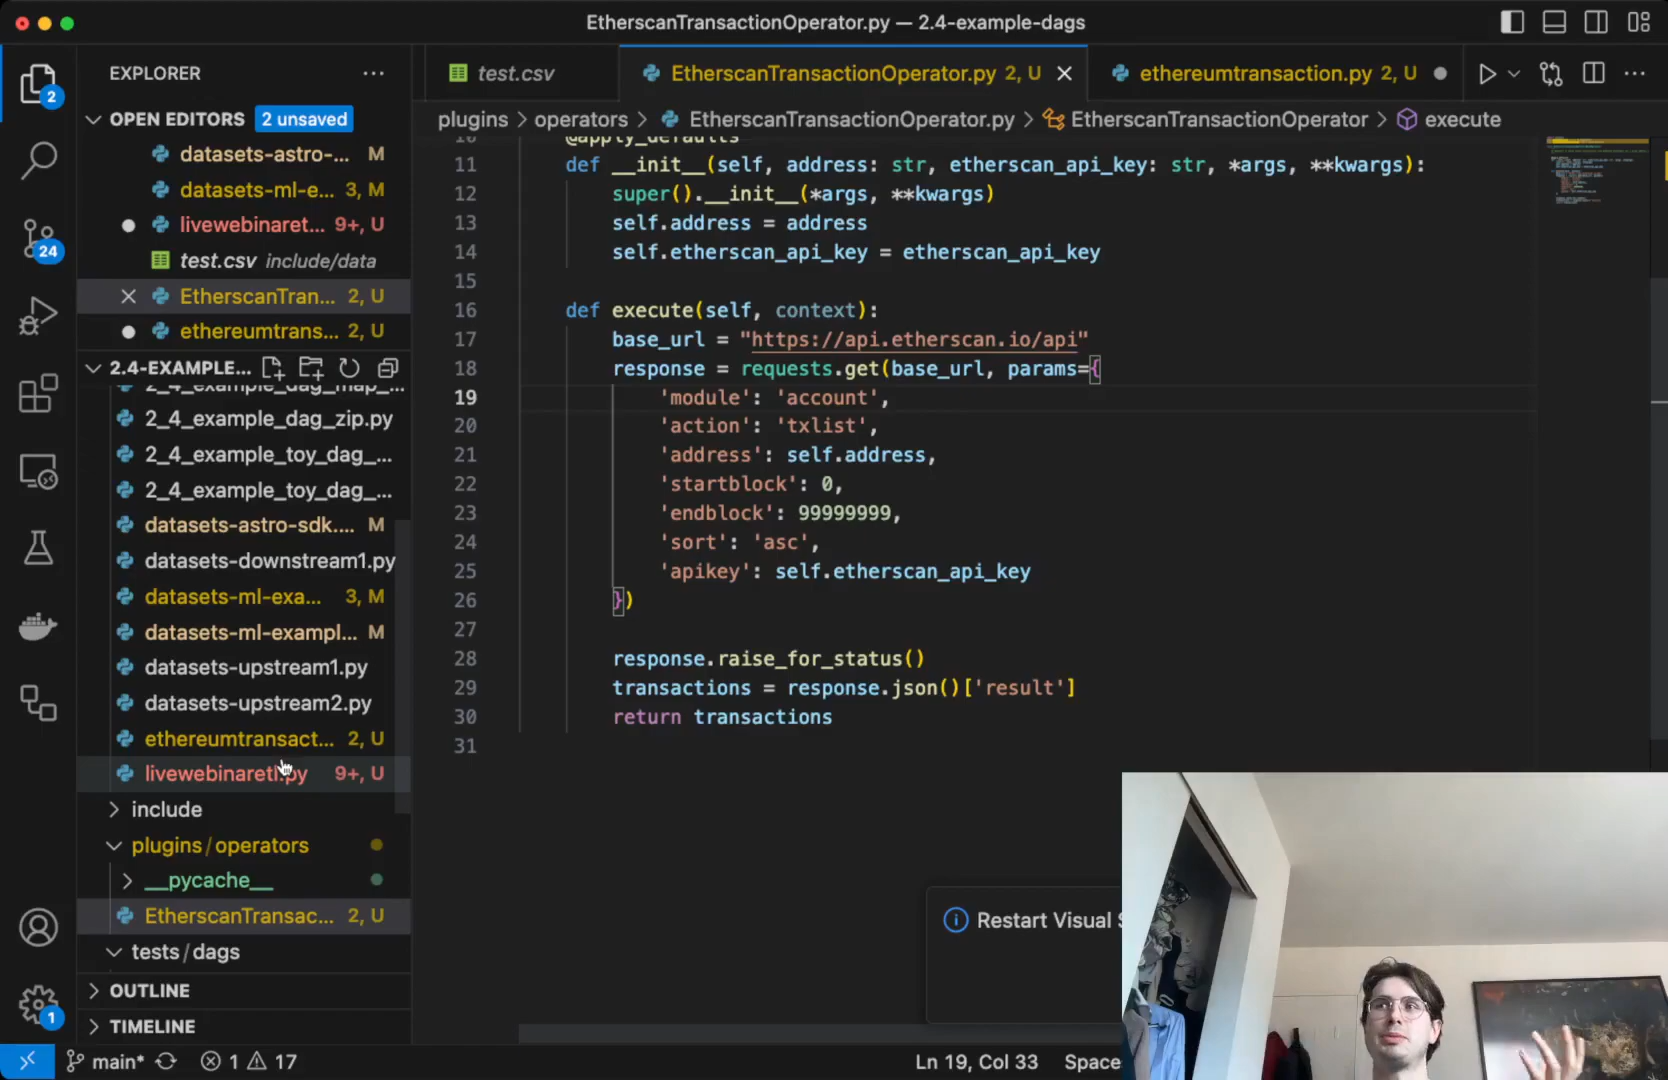 EtherscanTransactionOperator.py — 2.4-example-dags
EXPLORER
test.csv
EtherscanTransactionOperator.py 2, U
ethereumtransaction.py 2, U
2
OPEN EDITORS
2 unsaved
datasets-astro-... M
datasets-ml-e... 3, M
livewebinaret... 9+, U
test.csv include/data
EtherscanTran... 2, U
ethereumtrans... 2, U
24
2.4-EXAMPLE...
2_4_example_dag_map_...
2_4_example_dag_zip.py
2_4_example_toy_dag_...
2_4_example_toy_dag_...
datasets-astro-sdk.... M
datasets-downstream1.py
datasets-ml-exa... 3, M
datasets-ml-exampl... M
datasets-upstream1.py
datasets-upstream2.py
ethereumtransact... 2, U
livewebinaretl.py 9+, U
include
plugins/operators
__pycache__
EtherscanTransac... 2, U
tests/dags
OUTLINE
TIMELINE
1
plugins > operators > EtherscanTransactionOperator.py > EtherscanTransactionOperator > execute
10 @apply_defaults
11 def __init__(self, address: str, etherscan_api_key: str, *args, **kwargs):
12 super().__init__(*args, **kwargs)
13 self.address = address
14 self.etherscan_api_key = etherscan_api_key
15
16 def execute(self, context):
17 base_url = "https://api.etherscan.io/api"
18 response = requests.get(base_url, params={
19 'module': 'account',
20 'action': 'txlist',
21 'address': self.address,
22 'startblock': 0,
23 'endblock': 99999999,
24 'sort': 'asc',
25 'apikey': self.etherscan_api_key
26 })
27
28 response.raise_for_status()
29 transactions = response.json()['result']
30 return transactions
31
Restart Visual S
main* 1 17
Ln 19, Col 33 Space